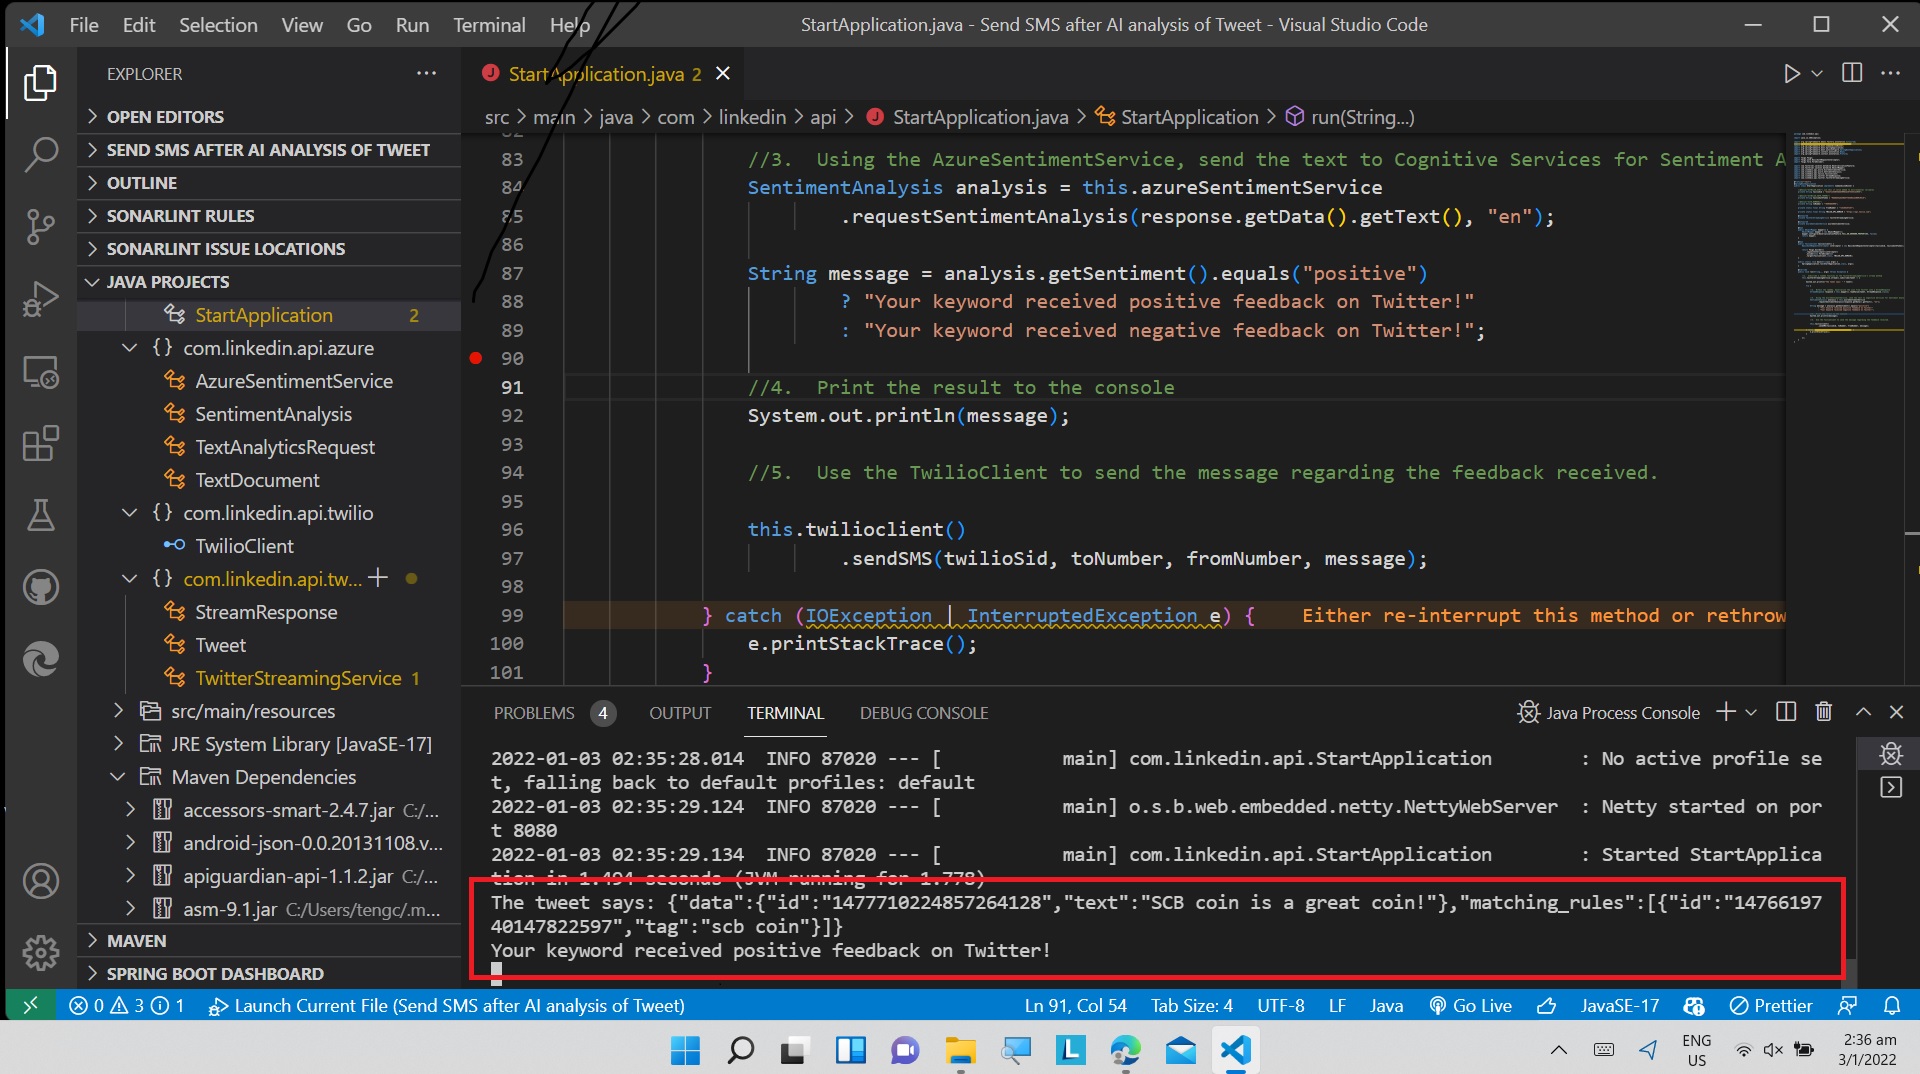 File Edit Selection View Go Run Terminal Help
StartApplication.java - Send SMS after AI analysis of Tweet - Visual Studio Code
EXPLORER
OPEN EDITORS
SEND SMS AFTER AI ANALYSIS OF TWEET
OUTLINE
SONARLINT RULES
SONARLINT ISSUE LOCATIONS
JAVA PROJECTS
StartApplication 2
{} com.linkedin.api.azure
AzureSentimentService
SentimentAnalysis
TextAnalyticsRequest
TextDocument
{} com.linkedin.api.twilio
TwilioClient
{} com.linkedin.api.tw...
StreamResponse
Tweet
TwitterStreamingService 1
src/main/resources
JRE System Library [JavaSE-17]
Maven Dependencies
accessors-smart-2.4.7.jar C:/...
android-json-0.0.20131108.v...
apiguardian-api-1.1.2.jar C:/...
asm-9.1.jar C:/Users/tengc/.m...
MAVEN
SPRING BOOT DASHBOARD
J StartApplication.java 2
src > main > java > com > linkedin > api > J StartApplication.java > StartApplication > run(String...)
83 //3. Using the AzureSentimentService, send the text to Cognitive Services for Sentiment A
84 SentimentAnalysis analysis = this.azureSentimentService
85 .requestSentimentAnalysis(response.getData().getText(), "en");
86
87 String message = analysis.getSentiment().equals("positive")
88 ? "Your keyword received positive feedback on Twitter!"
89 : "Your keyword received negative feedback on Twitter!";
90
91 //4. Print the result to the console
92 System.out.println(message);
93
94 //5. Use the TwilioClient to send the message regarding the feedback received.
95
96 this.twilioclient()
97 .sendSMS(twilioSid, toNumber, fromNumber, message);
98
99 } catch (IOException | InterruptedException e) { Either re-interrupt this method or rethrow
100 e.printStackTrace();
101 }
PROBLEMS 4 OUTPUT TERMINAL DEBUG CONSOLE
Java Process Console
2022-01-03 02:35:28.014 INFO 87020 --- [ main] com.linkedin.api.StartApplication : No active profile se
t, falling back to default profiles: default
2022-01-03 02:35:29.124 INFO 87020 --- [ main] o.s.b.web.embedded.netty.NettyWebServer : Netty started on por
t 8080
2022-01-03 02:35:29.134 INFO 87020 --- [ main] com.linkedin.api.StartApplication : Started StartApplica
tion in 1.494 seconds (JVM running for 1.778)
The tweet says: {"data":{"id":"1477710224857264128","text":"SCB coin is a great coin!"},"matching_rules":[{"id":"14766197
40147822597","tag":"scb coin"}]}
Your keyword received positive feedback on Twitter!
0 3 1 Launch Current File (Send SMS after AI analysis of Tweet)
Ln 91, Col 54 Tab Size: 4 UTF-8 LF Java Go Live JavaSE-17 Prettier
ENG
US
2:36 am
3/1/2022